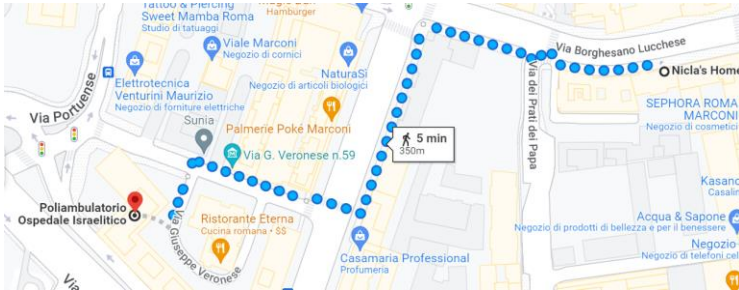 Tattoo & Piercing
Sweet Mamba Roma
Studio di tatuaggi
Hamburger
Viale Marconi
Negozio di cornici
Via Borghesano Lucchese
Nicla's Home
Elettrotecnica
Venturini Maurizio
Negozio di forniture elettriche
NaturaSì
Negozio di articoli biologici
Via Portuense
Via dei Prati dei Papa
SEPHORA ROMA
MARCONI
Negozio di cosmetici
Sunia
Palmerie Poké Marconi
5 min
350m
Via G. Veronese n.59
Poliambulatorio
Ospedale Israelitico
Via Giuseppe Veronese
Ristorante Eterna
Cucina romana • $$
Kasano
Casalin
Acqua & Sapone
Negozio di prodotti di bellezza e per il benessere
Casamaria Professional
Profumeria
Negozio
Negozio di telefoni cel